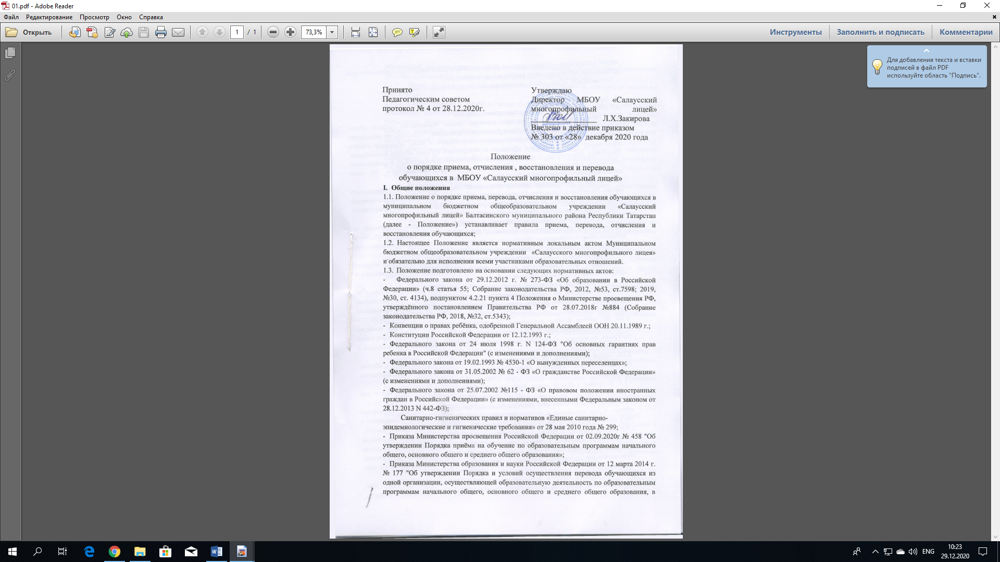 01.pdf - Adobe Reader
Файл Редактирование Просмотр Окно Справка
Открыть 1 / 1 73,3% Инструменты Заполнить и подписать Комментарии
Для добавления текста и вставки
подписей в файл PDF
используйте область "Подпись".
Принято
Педагогическим советом
протокол № 4 от 28.12.2020г.
Утверждаю
Директор МБОУ «Салаусский
многопрофильный лицей»
Л.Х.Закирова
Введено в действие приказом
№ 303 от «28» декабря 2020 года
Положение
о порядке приема, отчисления , восстановления и перевода
обучающихся в МБОУ «Салаусский многопрофильный лицей»
I. Общие положения
1.1. Положение о порядке приема, перевода, отчисления и восстановления обучающихся в
муниципальном бюджетном общеобразовательном учреждении «Салаусский
многопрофильный лицей» Балтасинского муниципального района Республики Татарстан
(далее - Положение») устанавливает правила приема, перевода, отчисления и
восстановления обучающихся;
1.2. Настоящее Положение является нормативным локальным актом Муниципальном
бюджетном общеобразовательном учреждении «Салаусского многопрофильного лицея»
и обязательно для исполнения всеми участниками образовательных отношений.
1.3. Положение подготовлено на основании следующих нормативных актов:
- Федерального закона от 29.12.2012 г. № 273-ФЗ «Об образовании в Российской
Федерации» (ч.8 статья 55; Собрание законодательства РФ, 2012, №53, ст.7598; 2019,
№30, ст. 4134), подпунктом 4.2.21 пункта 4 Положения о Министерстве просвещения РФ,
утверждённого постановлением Правительства РФ от 28.07.2018г №884 (Собрание
законодательства РФ, 2018, №32, ст.5343);
- Конвенции о правах ребёнка, одобренной Генеральной Ассамблеей ООН 20.11.1989 г.;
- Конституции Российской Федерации от 12.12.1993 г.;
- Федерального закона от 24 июля 1998 г. N 124-ФЗ "Об основных гарантиях прав
ребенка в Российской Федерации" (с изменениями и дополнениями);
- Федерального закона от 19.02.1993 № 4530-1 «О вынужденных переселенцах»;
- Федерального закона от 31.05.2002 № 62 - ФЗ «О гражданстве Российской Федерации»
(с изменениями и дополнениями);
- Федерального закона от 25.07.2002 №115 - ФЗ «О правовом положении иностранных
граждан в Российской Федерации» (с изменениями, внесенными Федеральным законом от
28.12.2013 N 442-ФЗ);
Санитарно-гигиенических правил и нормативов «Единые санитарно-
эпидемиологические и гигиенические требования» от 28 мая 2010 года № 299;
- Приказа Министерства просвещения Российской Федерации от 02.09.2020г № 458 "Об
утверждении Порядка приёма на обучение по образовательным программам начального
общего, основного общего и среднего общего образования»;
- Приказа Министерства образования и науки Российской Федерации от 12 марта 2014 г.
№ 177 "Об утверждении Порядка и условий осуществления перевода обучающихся из
одной организации, осуществляющей образовательную деятельность по образовательным
программам начального общего, основного общего и среднего общего образования, в
ENG
10:23
29.12.2020